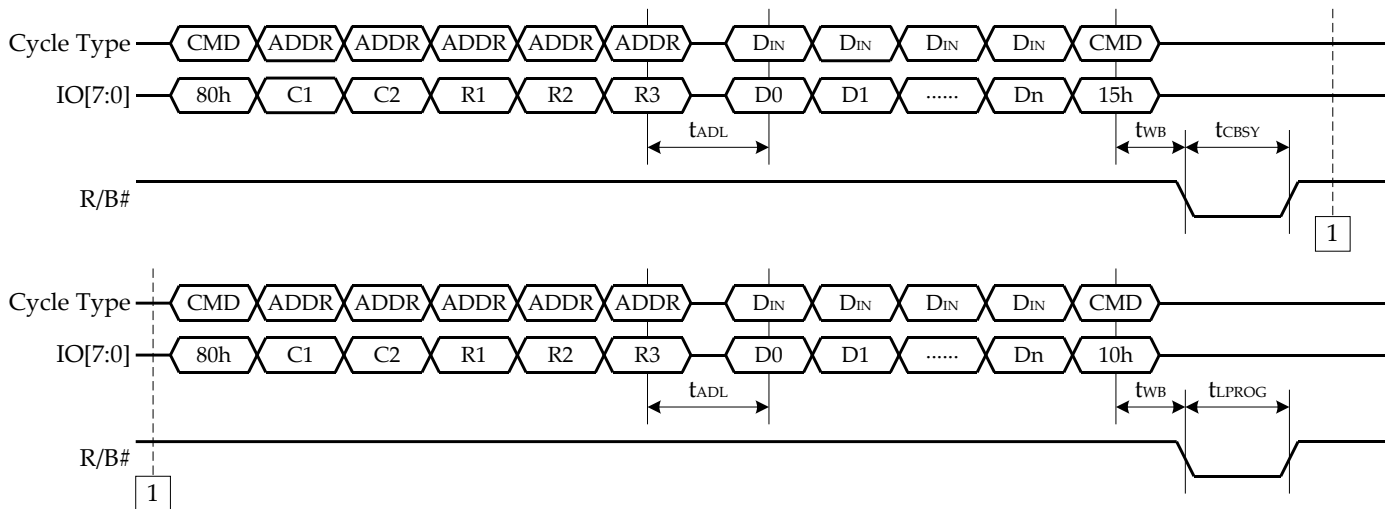 Cycle Type CMD ADDR ADDR ADDR ADDR ADDR DIN DIN DIN DIN CMD
IO[7:0] 80h C1 C2 R1 R2 R3 D0 D1 ...... Dn 15h
tADL tWB tCBSY
R/B#
1
Cycle Type CMD ADDR ADDR ADDR ADDR ADDR DIN DIN DIN DIN CMD
IO[7:0] 80h C1 C2 R1 R2 R3 D0 D1 ...... Dn 10h
tADL tWB tLPROG
R/B#
1